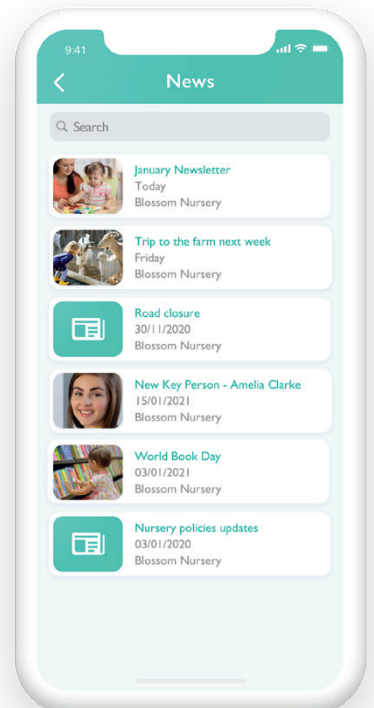 9:41
News
Search
January Newsletter
Today
Blossom Nursery
Trip to the farm next week
Friday
Blossom Nursery
Road closure
30/11/2020
Blossom Nursery
New Key Person - Amelia Clarke
15/01/2021
Blossom Nursery
World Book Day
03/01/2021
Blossom Nursery
Nursery policies updates
03/01/2020
Blossom Nursery